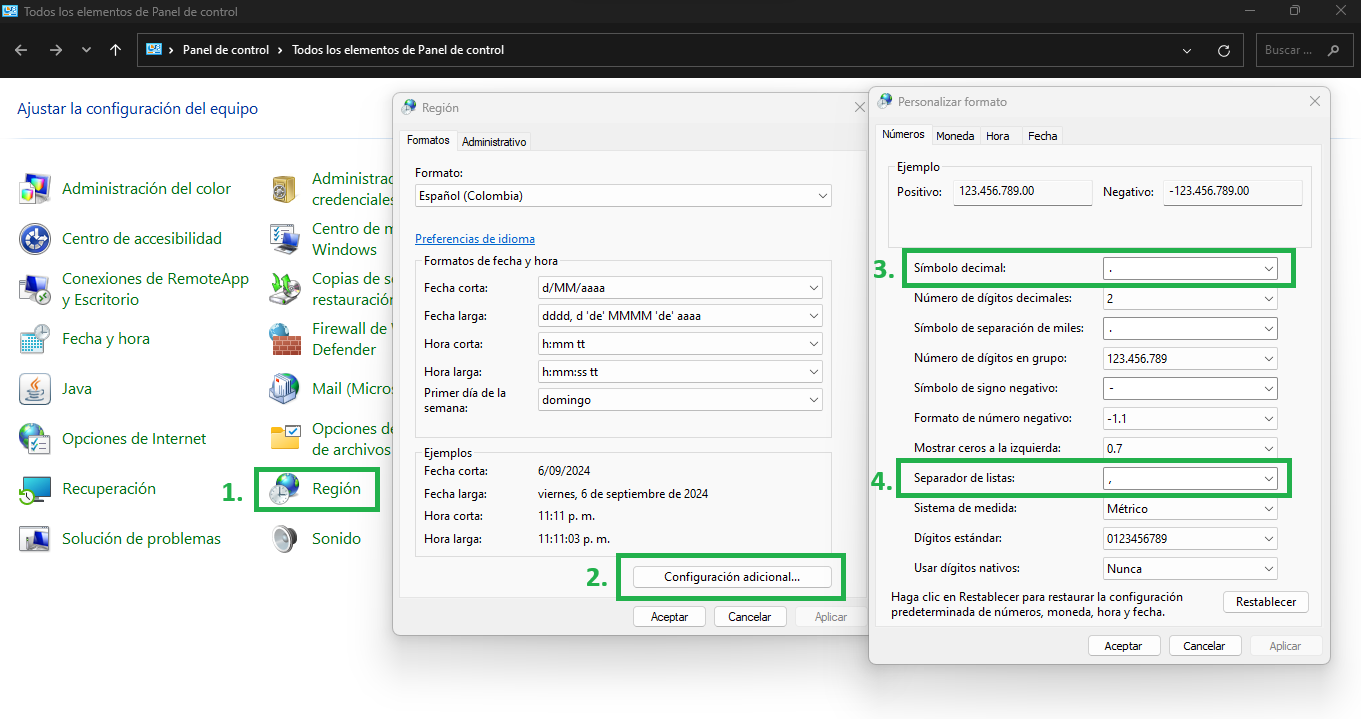 Todos los elementos de Panel de control
Panel de control
Todos los elementos de Panel de control
Buscar ...
Ajustar la configuración del equipo
Administración del color
Administrac
credenciales
Centro de accesibilidad
Centro de m
Windows
Conexiones de RemoteApp
y Escritorio
Copias de s
restauración
Fecha y hora
Firewall de W
Defender
Java
Mail (Micros
Opciones de Internet
Opciones de
de archivos
Recuperación
1.
Región
Solución de problemas
Sonido
Región
Formatos
Administrativo
Formato:
Español (Colombia)
Preferencias de idioma
Formatos de fecha y hora
Fecha corta:
d/MM/aaaa
Fecha larga:
dddd, d 'de' MMMM 'de' aaaa
Hora corta:
h:mm tt
Hora larga:
h:mm:ss tt
Primer día de la
semana:
domingo
Ejemplos
Fecha corta:
6/09/2024
Fecha larga:
viernes, 6 de septiembre de 2024
Hora corta:
11:11 p. m.
Hora larga:
11:11:03 p. m.
2.
Configuración adicional...
Aceptar
Cancelar
Aplicar
Personalizar formato
Números
Moneda
Hora
Fecha
Ejemplo
Positivo:
123.456.789.00
Negativo:
-123.456.789.00
3.
Símbolo decimal:
.
Número de dígitos decimales:
2
Símbolo de separación de miles:
.
Número de dígitos en grupo:
123.456.789
Símbolo de signo negativo:
-
Formato de número negativo:
-1.1
Mostrar ceros a la izquierda:
0.7
4.
Separador de listas:
,
Sistema de medida:
Métrico
Dígitos estándar:
0123456789
Usar dígitos nativos:
Nunca
Haga clic en Restablecer para restaurar la configuración
predeterminada de números, moneda, hora y fecha.
Restablecer
Aceptar
Cancelar
Aplicar